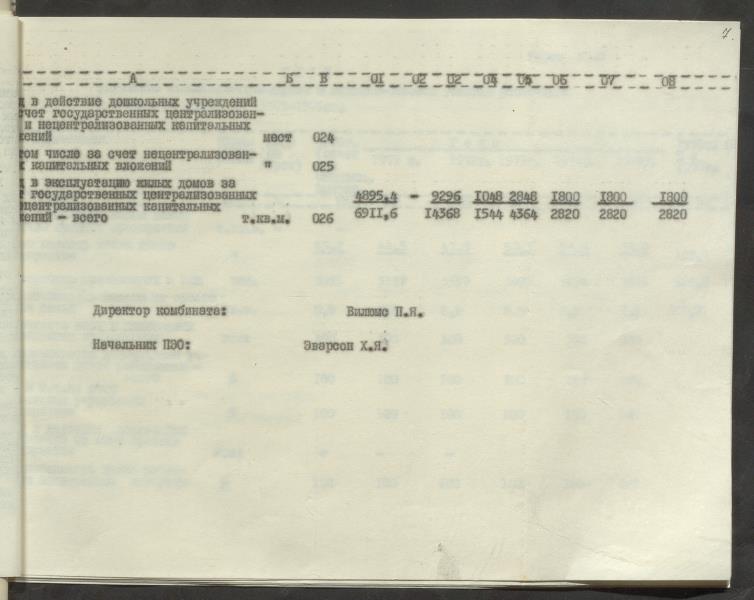 7.
А Б В 01 02 02 04 05 06 07 08
д в действие дошкольных учреждений
счет государственных централизован-
и нецентрализованных капитальных
жений мест 024
том числе за счет нецентрализован-
х капитальных вложений " 025
д в эксплуатацию жилых домов за
т государственных централизованных
ецентрализованных капитальных 4895,4 - 9296 1048 2848 1800 1800 1800
жений - всего т.кв.м. 026 6911,6 14368 1544 4364 2820 2820 2820
Директор комбината: Вилюмс П.Я.
Начальник ПЭО: Эварсон Х.Я.